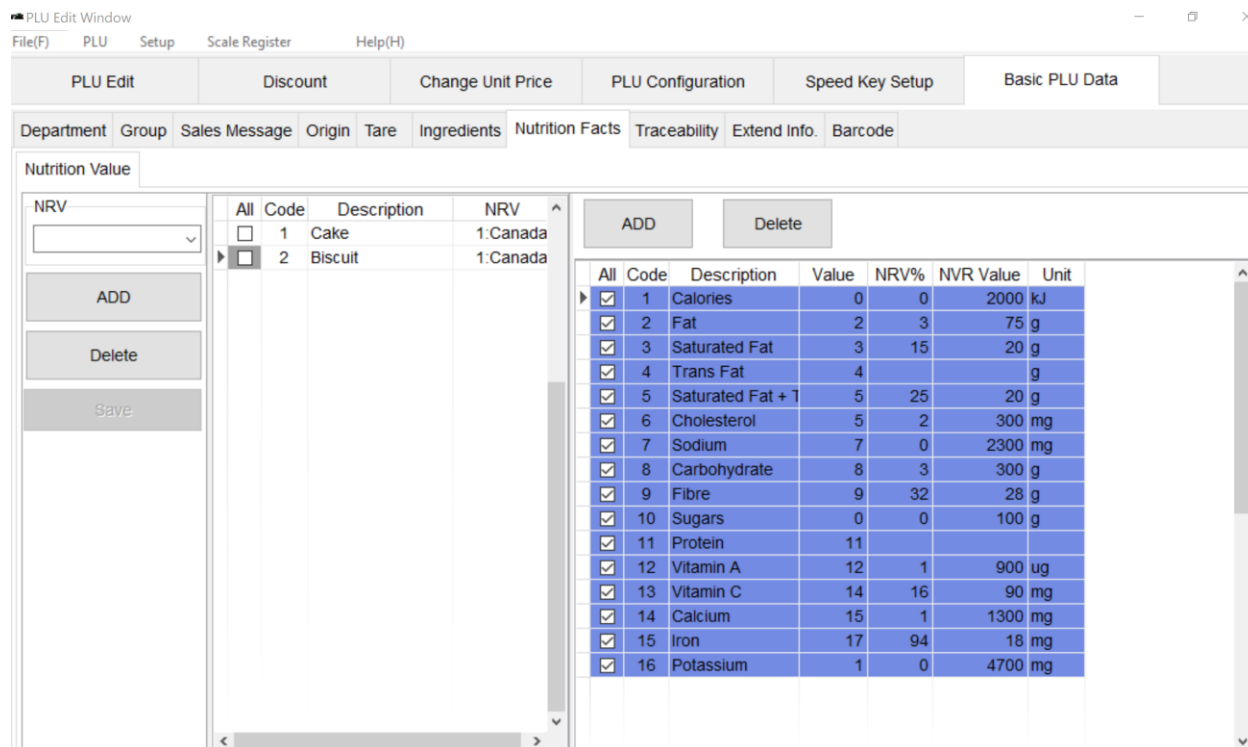 PLU Edit Window
File(F) PLU Setup Scale Register Help(H)
PLU Edit Discount Change Unit Price PLU Configuration Speed Key Setup Basic PLU Data
Department Group Sales Message Origin Tare Ingredients Nutrition Facts Traceability Extend Info. Barcode
Nutrition Value
NRV
ADD
Delete
Save
All Code Description NRV
1 Cake 1:Canada
2 Biscuit 1:Canada
ADD Delete
All Code Description Value NRV% NVR Value Unit
1 Calories 0 0 2000 kJ
2 Fat 2 3 75 g
3 Saturated Fat 3 15 20 g
4 Trans Fat 4 g
5 Saturated Fat + T 5 25 20 g
6 Cholesterol 5 2 300 mg
7 Sodium 7 0 2300 mg
8 Carbohydrate 8 3 300 g
9 Fibre 9 32 28 g
10 Sugars 0 0 100 g
11 Protein 11
12 Vitamin A 12 1 900 ug
13 Vitamin C 14 16 90 mg
14 Calcium 15 1 1300 mg
15 Iron 17 94 18 mg
16 Potassium 1 0 4700 mg